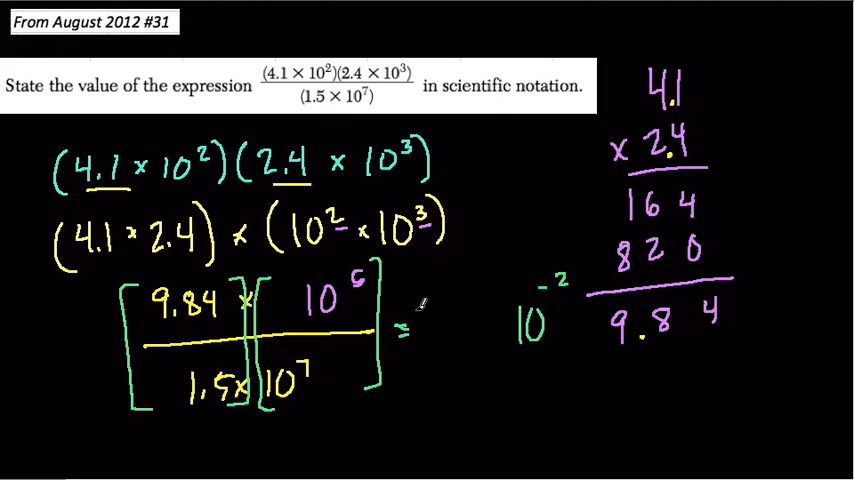 From August 2012 #31
State the value of the expression (4.1 × 10²)(2.4 × 10³) / (1.5 × 10⁷) in scientific notation.
(4.1 × 10²)(2.4 × 10³)
(4.1 × 2.4) × (10² × 10³)
[9.84 ×][10⁵
1.5×][10⁷] =
4.1
× 2.4
164
820
9.84
10⁻²